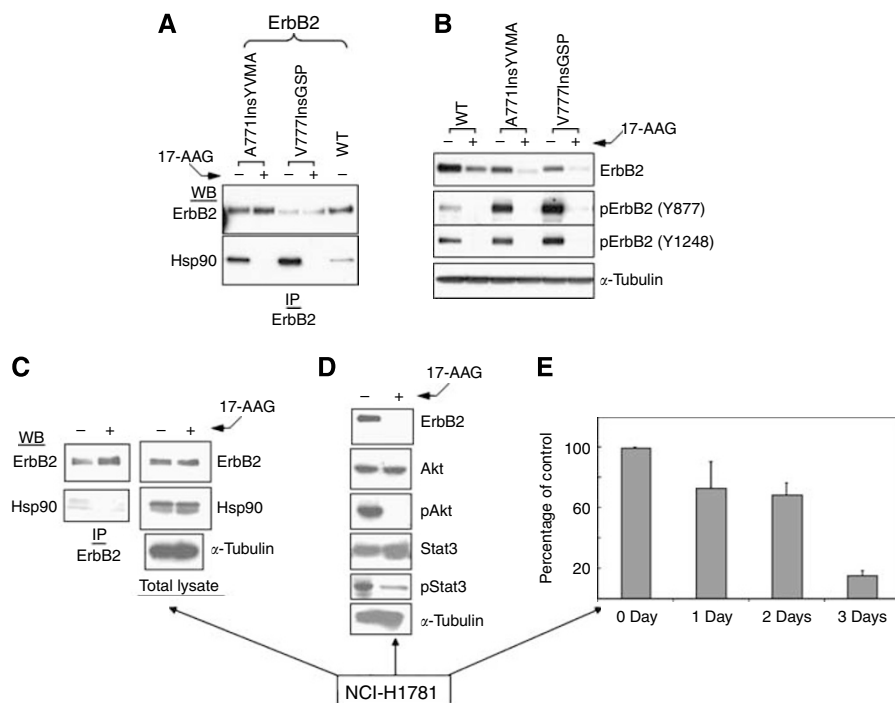 A
ErbB2
A771InsYVMA
V777InsGSP
WT
17-AAG
− + − + −
WB
ErbB2
Hsp90
IP
ErbB2
B
WT
A771InsYVMA
V777InsGSP
− + − + − +
17-AAG
ErbB2
pErbB2 (Y877)
pErbB2 (Y1248)
α-Tubulin
C
17-AAG
− + − +
WB
ErbB2
ErbB2
Hsp90
Hsp90
IP
ErbB2
α-Tubulin
Total lysate
D
17-AAG
− +
ErbB2
Akt
pAkt
Stat3
pStat3
α-Tubulin
E
Percentage of control
100
60
20
0 Day 1 Day 2 Days 3 Days
NCI-H1781